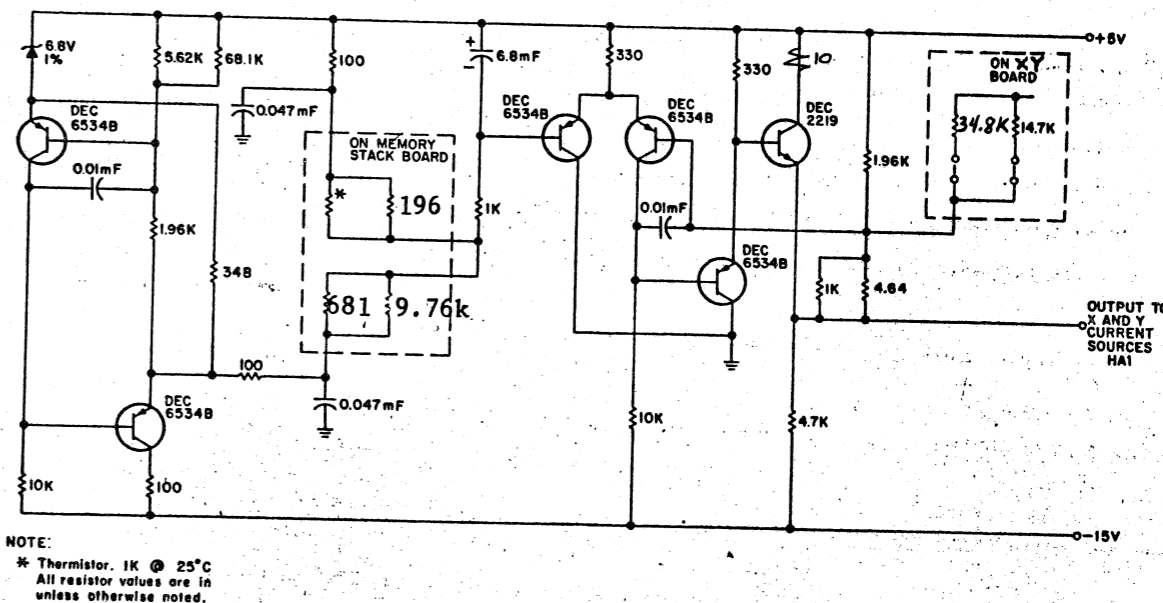 +5V
6.8V
1%
5.62K
68.1K
100
+
-
6.8mF
330
330
10
ON XY
BOARD
34.8K
14.7K
DEC
6534B
0.047mF
DEC
6534B
DEC
6534B
DEC
2219
ON MEMORY
STACK BOARD
0.01mF
*
196
1K
1.96K
0.01mF
1.96K
348
DEC
6534B
681
9.76k
1K
4.64
OUTPUT TO
X AND Y
CURRENT
SOURCES
HA1
100
DEC
6534B
0.047mF
10K
4.7K
10K
100
-15V
NOTE:
* Thermistor. 1K @ 25°C
All resistor values are in
unless otherwise noted.